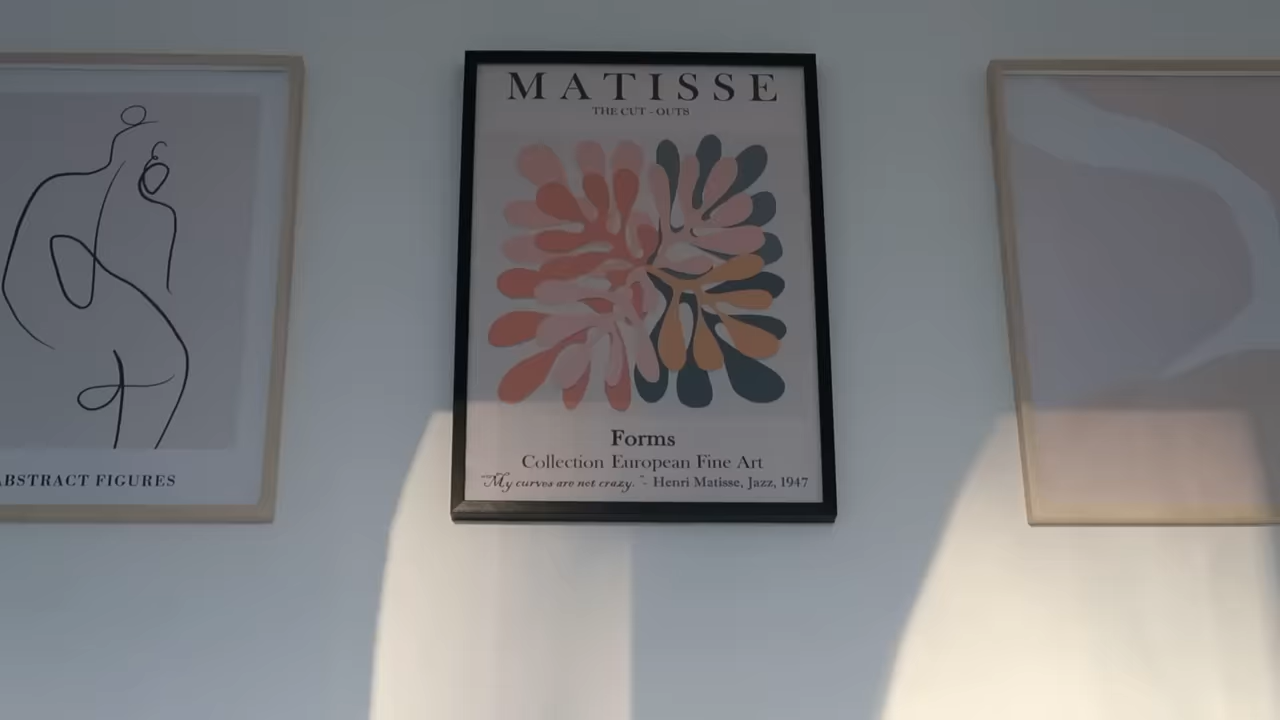 ABSTRACT FIGURES
MATISSE
THE CUT - OUTS
Forms
Collection European Fine Art
"My curves are not crazy." - Henri Matisse, Jazz, 1947